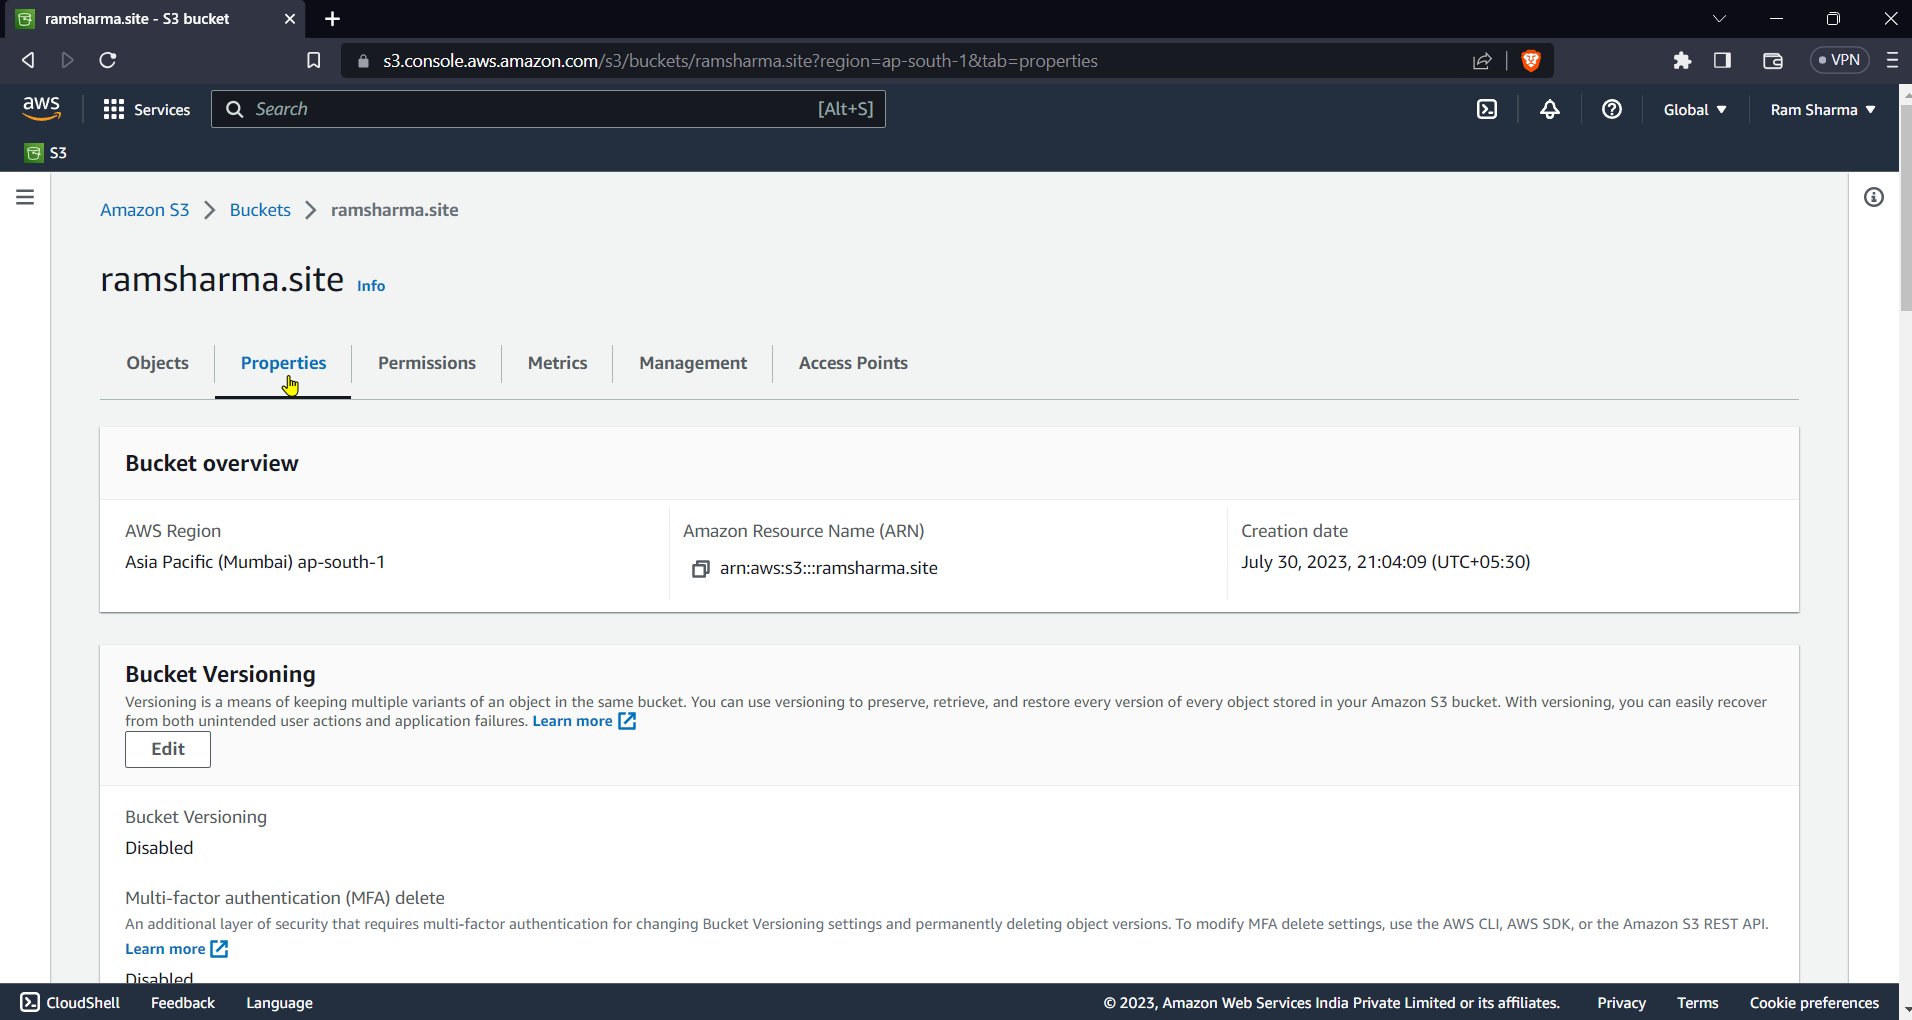 ramsharma.site - S3 bucket
s3.console.aws.amazon.com/s3/buckets/ramsharma.site?region=ap-south-1&tab=properties
VPN
aws
Services
Search
[Alt+S]
Global
Ram Sharma
S3
Amazon S3 > Buckets > ramsharma.site
ramsharma.site Info
Objects
Properties
Permissions
Metrics
Management
Access Points
Bucket overview
AWS Region
Asia Pacific (Mumbai) ap-south-1
Amazon Resource Name (ARN)
arn:aws:s3:::ramsharma.site
Creation date
July 30, 2023, 21:04:09 (UTC+05:30)
Bucket Versioning
Versioning is a means of keeping multiple variants of an object in the same bucket. You can use versioning to preserve, retrieve, and restore every version of every object stored in your Amazon S3 bucket. With versioning, you can easily recover
from both unintended user actions and application failures. Learn more
Edit
Bucket Versioning
Disabled
Multi-factor authentication (MFA) delete
An additional layer of security that requires multi-factor authentication for changing Bucket Versioning settings and permanently deleting object versions. To modify MFA delete settings, use the AWS CLI, AWS SDK, or the Amazon S3 REST API.
Learn more
Disabled
CloudShell
Feedback
Language
© 2023, Amazon Web Services India Private Limited or its affiliates.
Privacy
Terms
Cookie preferences